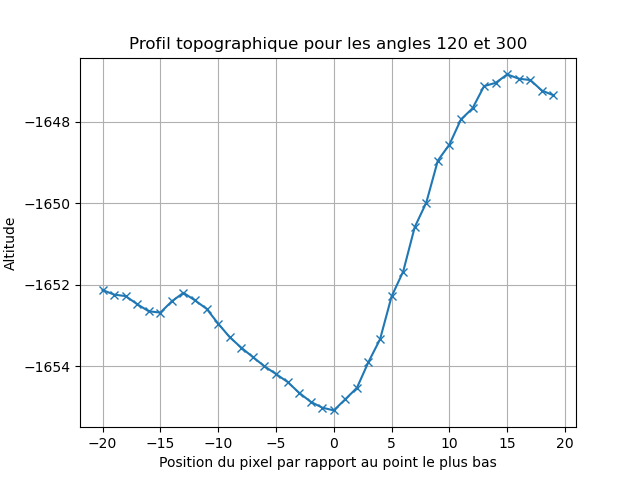 Profil topographique pour les angles 120 et 300
−1648
−1650
−1652
−1654
Altitude
−20 −15 −10 −5 0 5 10 15 20
Position du pixel par rapport au point le plus bas